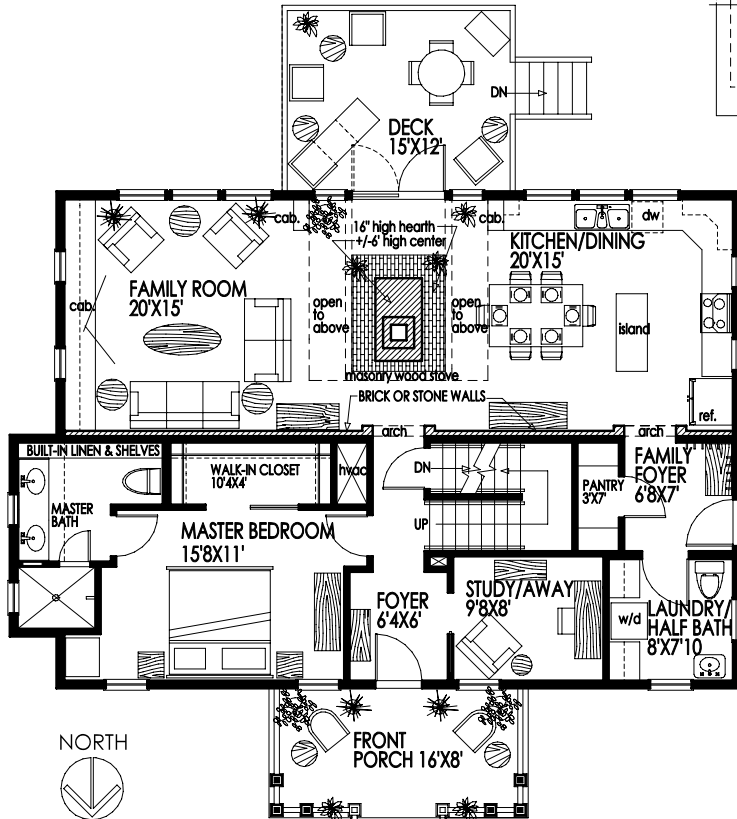 DN
DECK
15'X12'
cab.
16" high hearth
+/-6' high center
cab.
dw
KITCHEN/DINING
20'X15'
FAMILY ROOM
20'X15'
cab.
open
to
above
open
to
above
island
masonry wood stove
BRICK OR STONE WALLS
ref.
arch
arch
BUILT-IN LINEN & SHELVES
WALK-IN CLOSET
10'4X4'
hvac
DN
PANTRY
3'X7'
FAMILY
FOYER
6'8X7'
MASTER
BATH
UP
MASTER BEDROOM
15'8X11'
FOYER
6'4X6'
STUDY/AWAY
9'8X8'
w/d
LAUNDRY/
HALF BATH
8'X7'10
NORTH
FRONT
PORCH 16'X8'